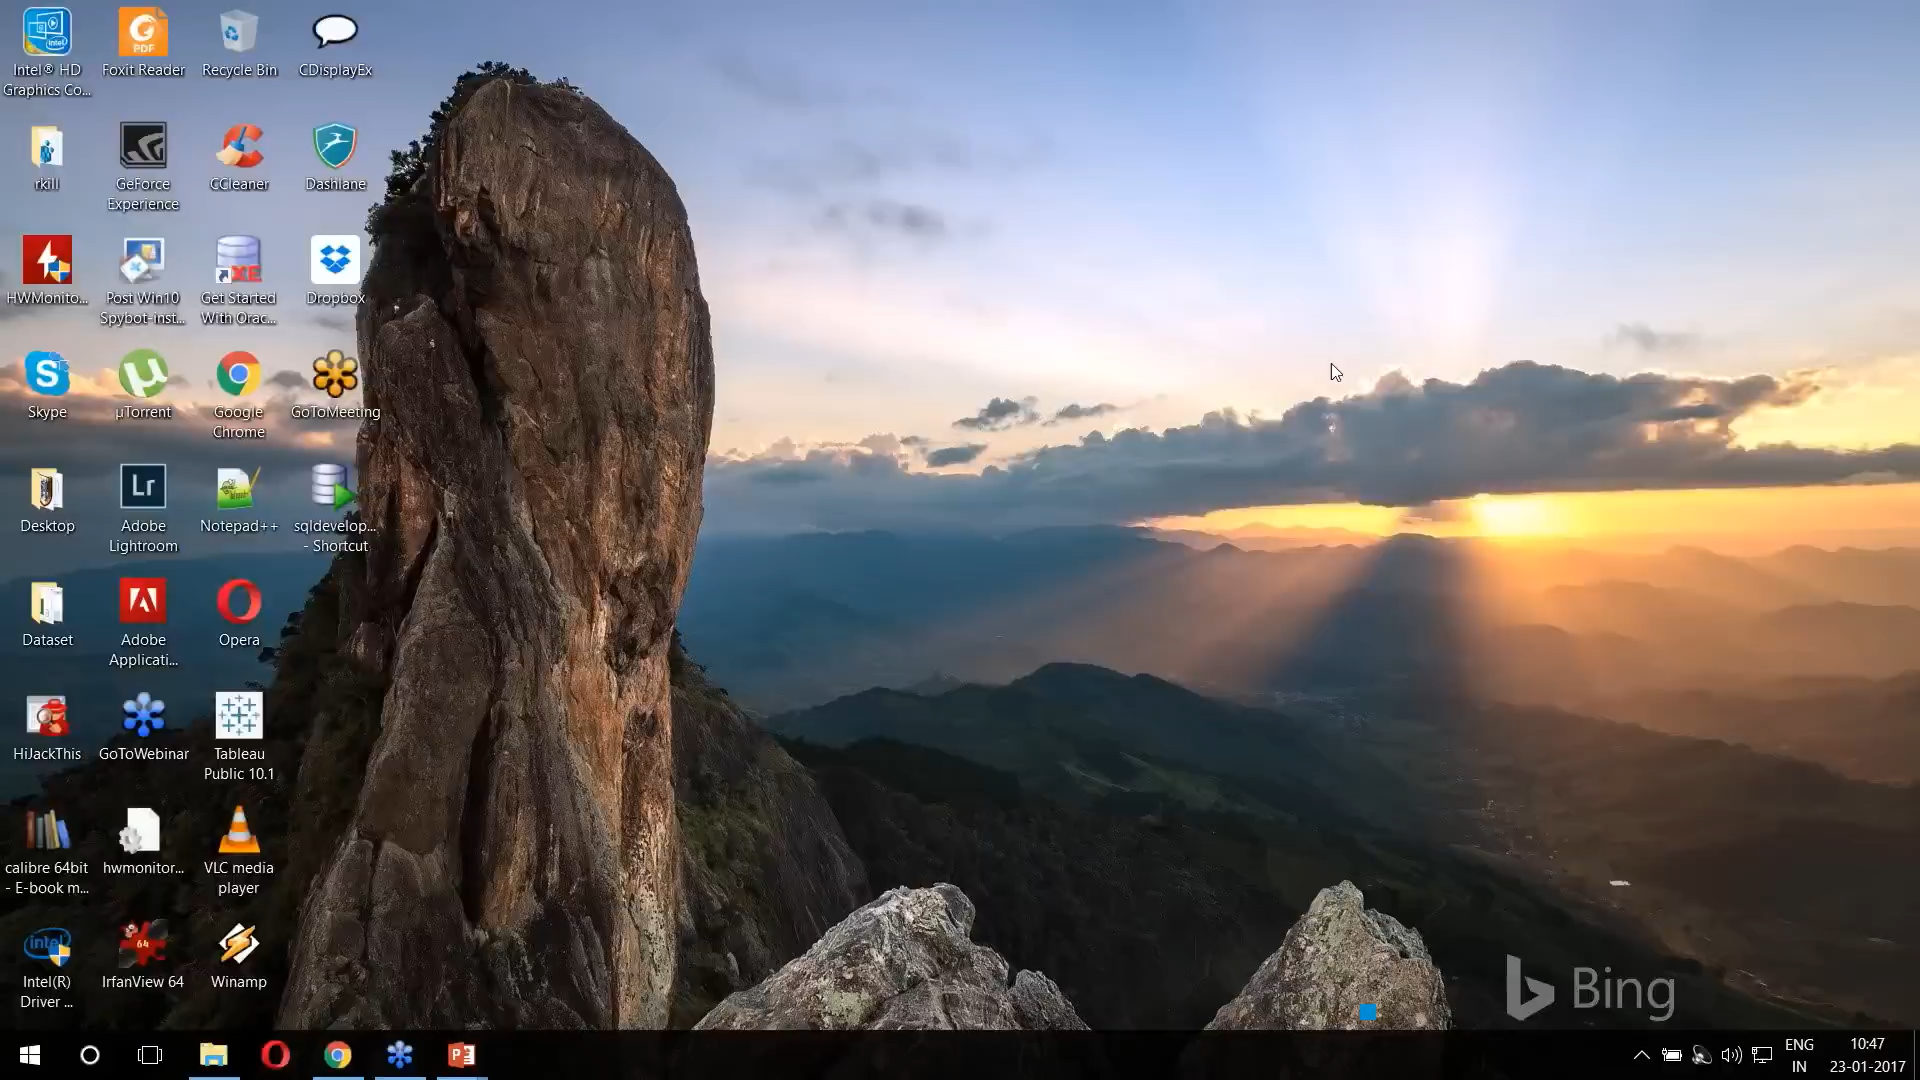 Intel® HD
Graphics Co...
Foxit Reader
Recycle Bin
CDisplayEx
rkill
GeForce
Experience
CCleaner
Dashlane
HWMonito...
Post Win10
Spybot-inst...
Get Started
With Orac...
Dropbox
Skype
µTorrent
Google
Chrome
GoToMeeting
Desktop
Adobe
Lightroom
Notepad++
sqldevelop...
- Shortcut
Dataset
Adobe
Applicati...
Opera
HiJackThis
GoToWebinar
Tableau
Public 10.1
calibre 64bit
- E-book m...
hwmonitor...
VLC media
player
Intel(R)
Driver ...
IrfanView 64
Winamp
Bing
ENG
IN
10:47
23-01-2017